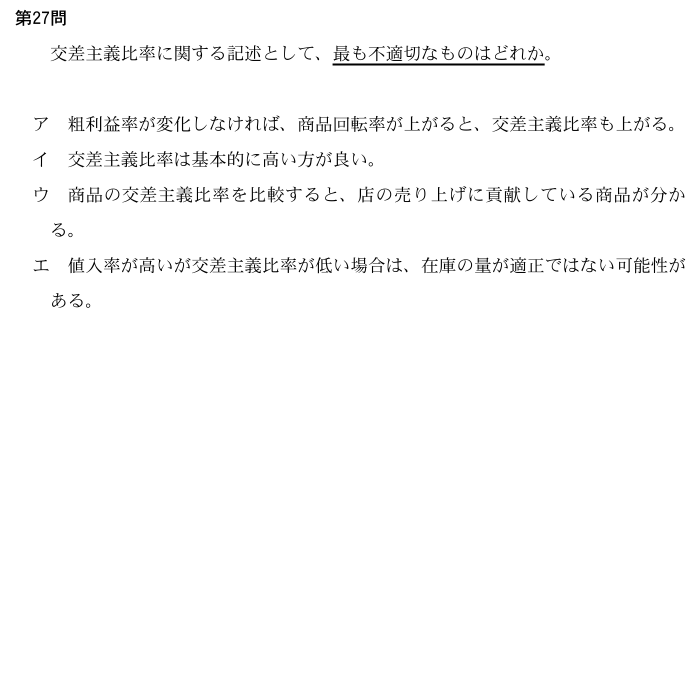 第27問
交差主義比率に関する記述として、最も不適切なものはどれか。
ア　粗利益率が変化しなければ、商品回転率が上がると、交差主義比率も上がる。
イ　交差主義比率は基本的に高い方が良い。
ウ　商品の交差主義比率を比較すると、店の売り上げに貢献している商品が分か
る。
エ　値入率が高いが交差主義比率が低い場合は、在庫の量が適正ではない可能性が
ある。